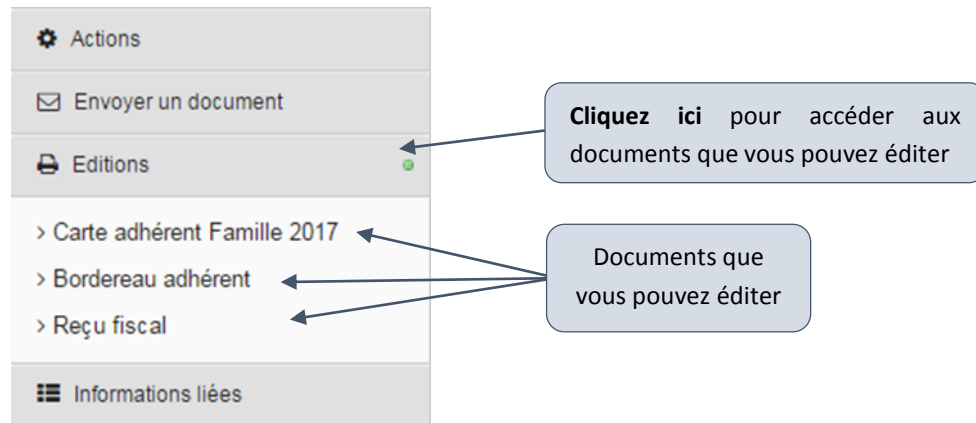 Actions
Envoyer un document
Cliquez ici pour accéder aux
documents que vous pouvez éditer
Editions
> Carte adhérent Famille 2017
> Bordereau adhérent
> Reçu fiscal
Documents que
vous pouvez éditer
Informations liées